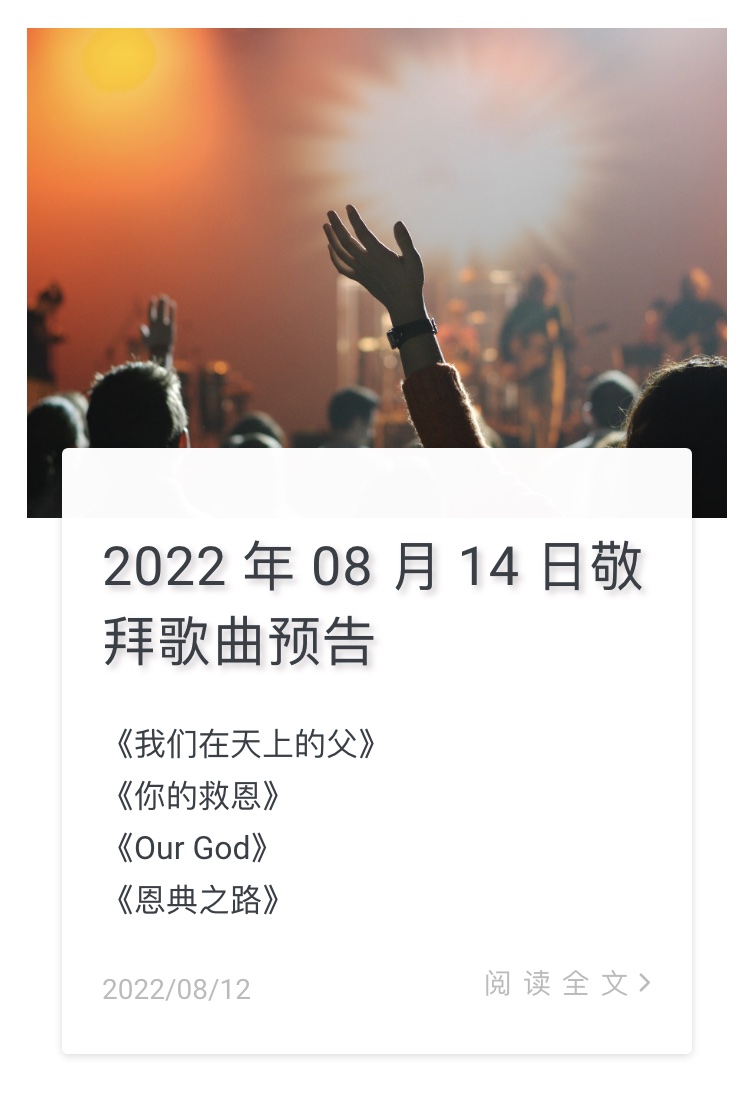 2022 年 08 月 14 日敬
拜歌曲预告
《我们在天上的父》
《你的救恩》
《Our God》
《恩典之路》
2022/08/12
阅读全文